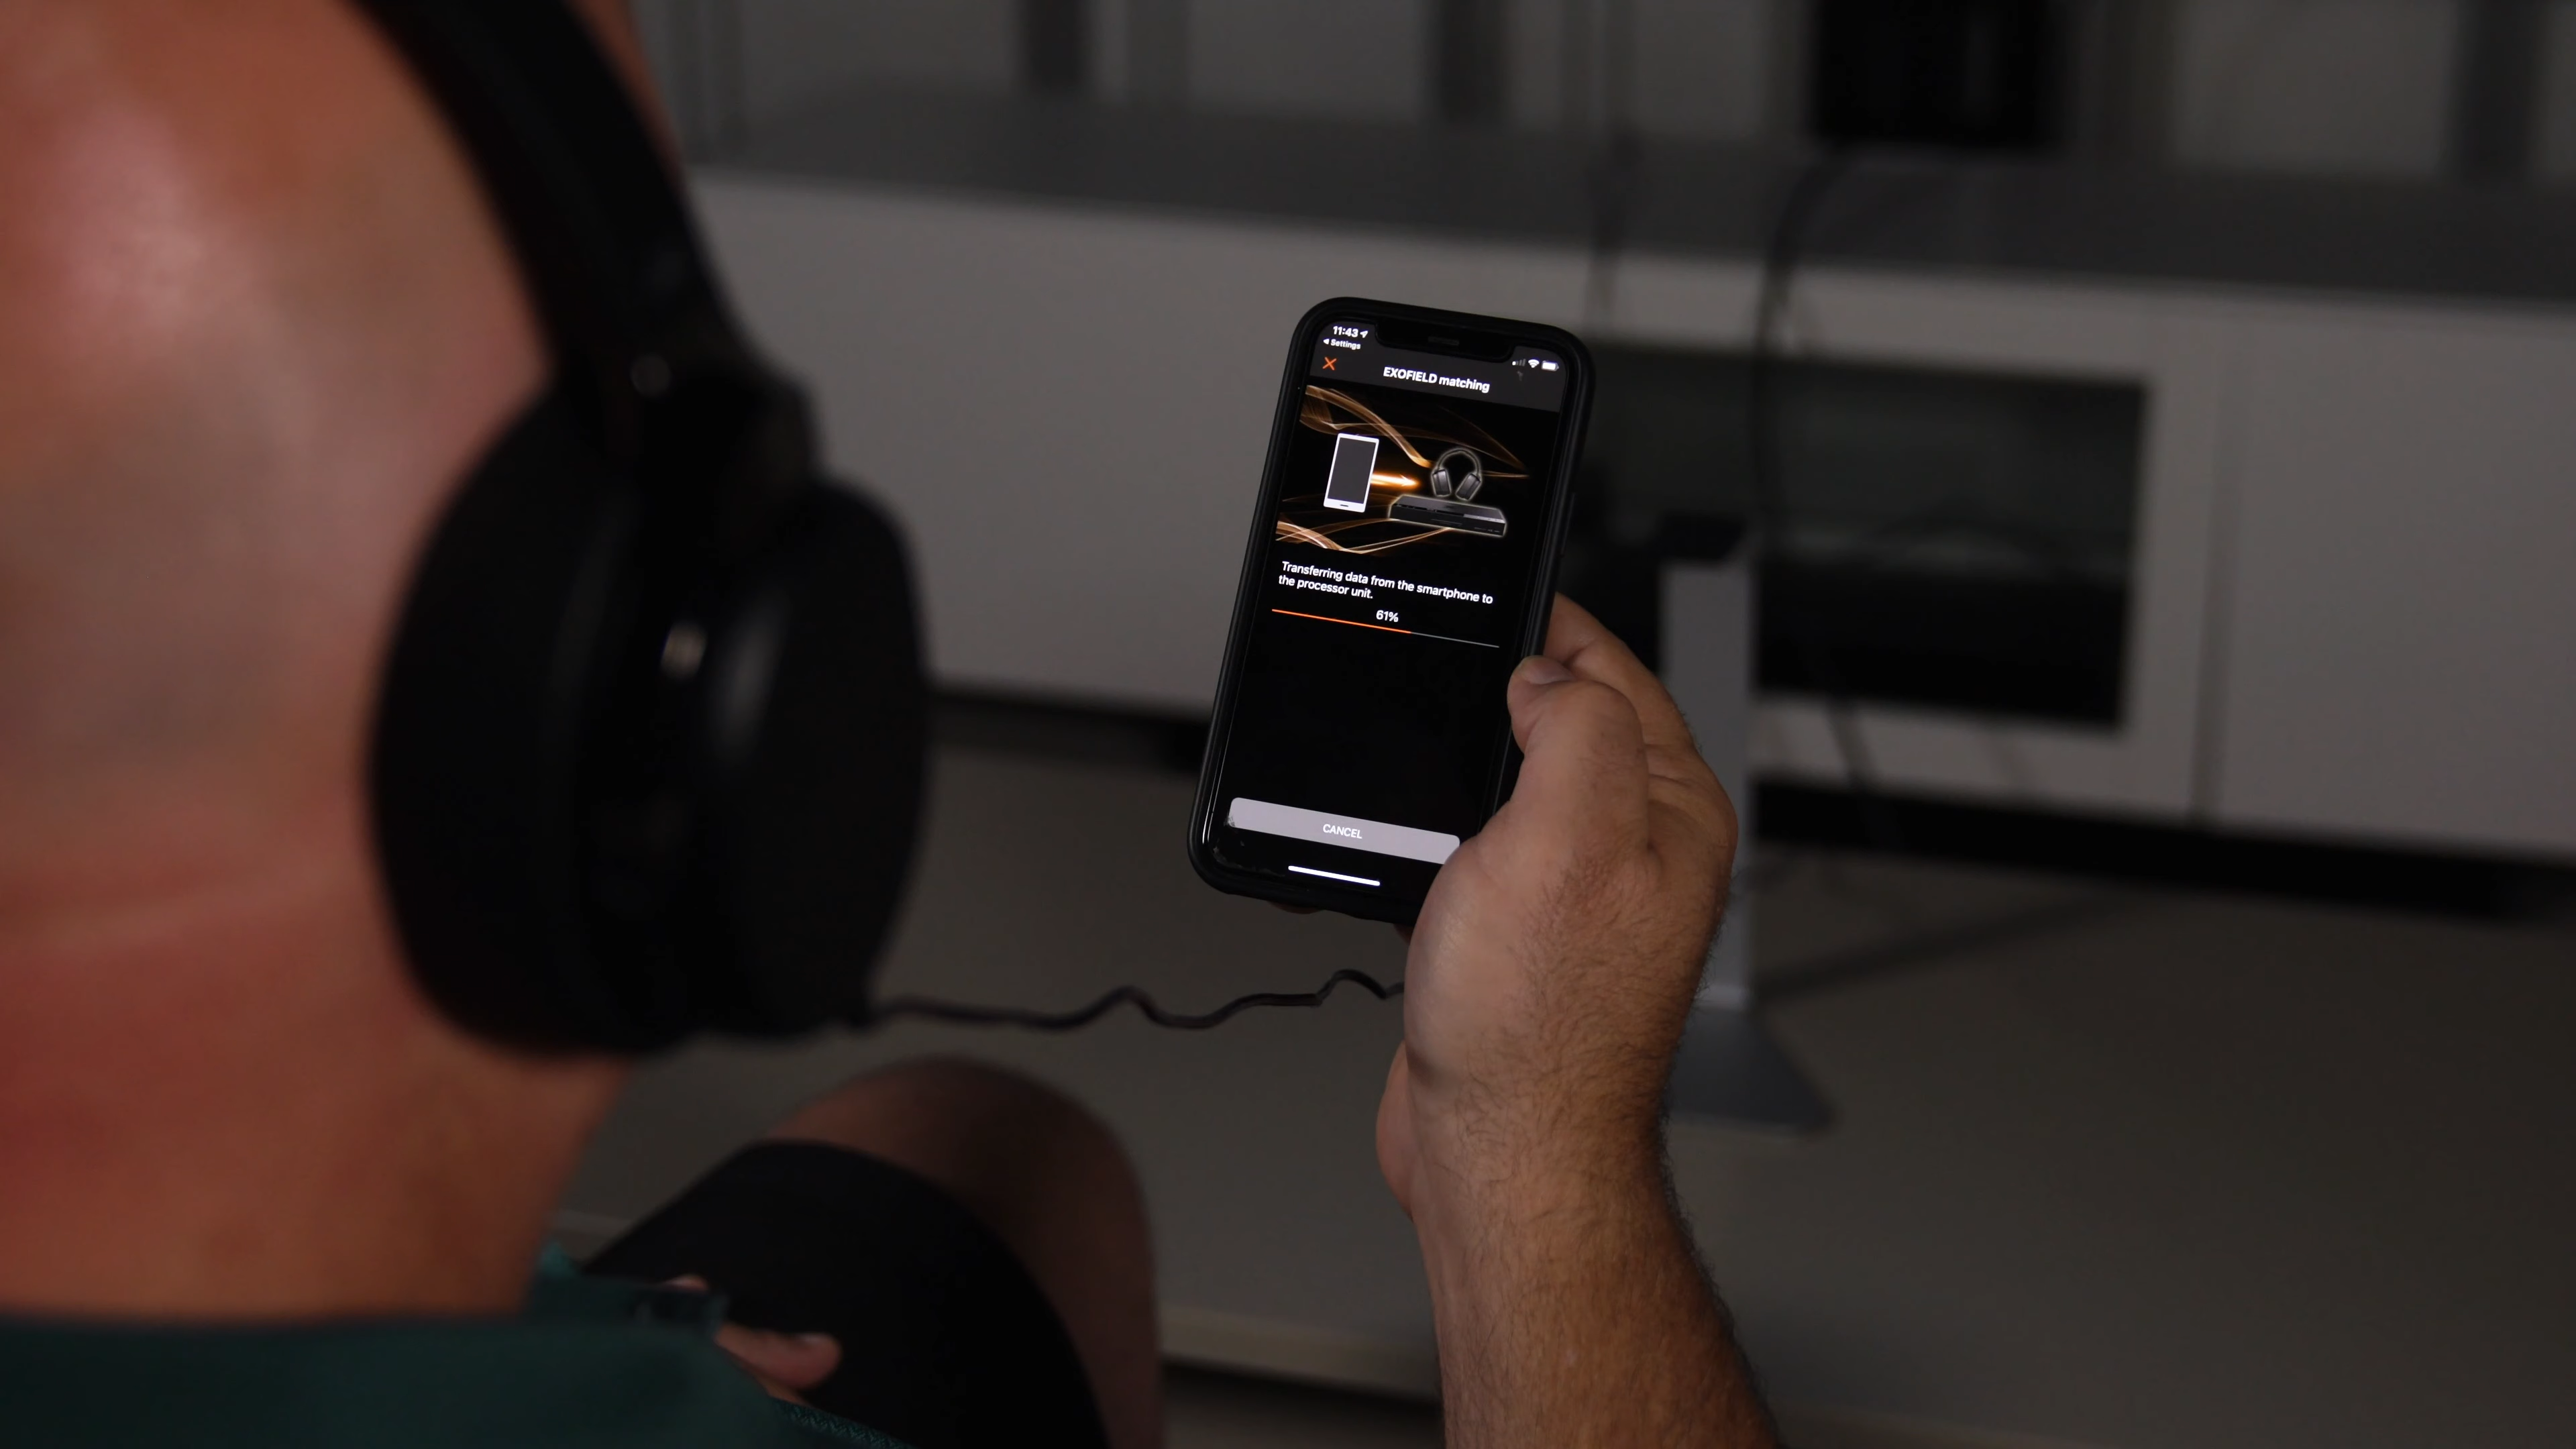 11:43
Settings
EXOFIELD matching
Transferring data from the smartphone to
the processor unit.
61%
CANCEL